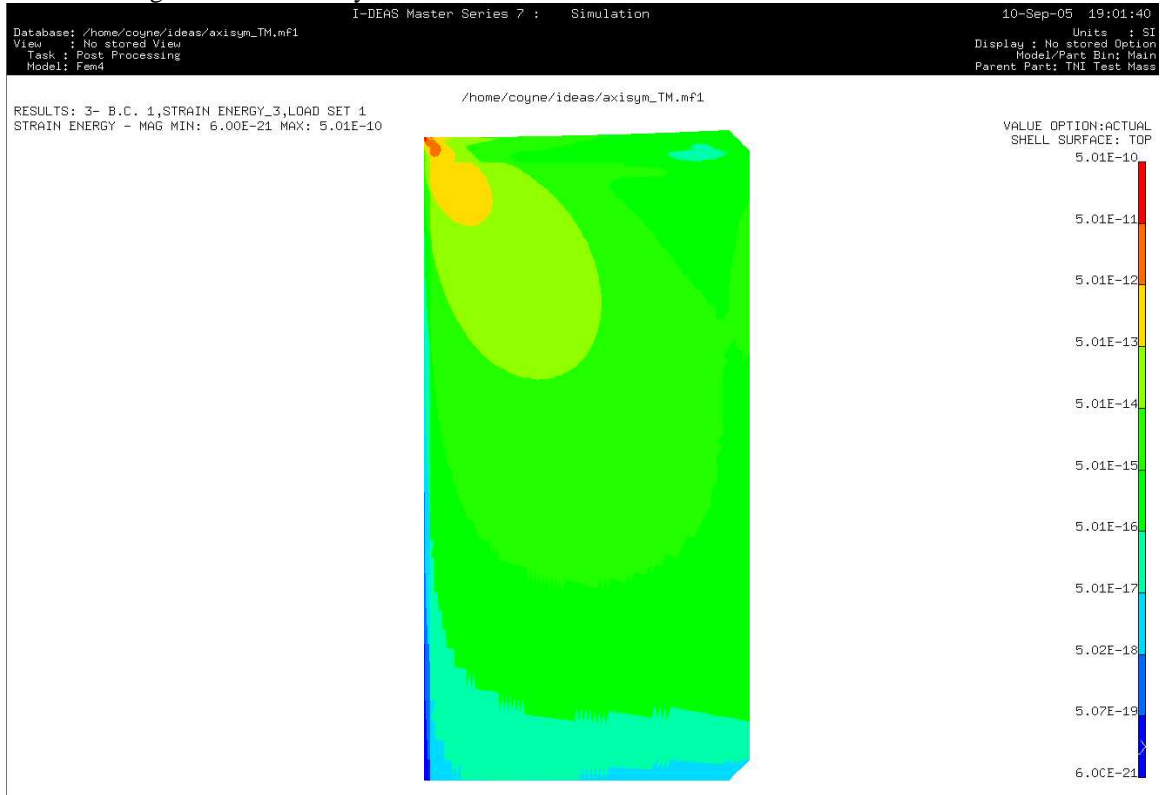 I-DEAS Master Series 7 : Simulation 10-Sep-05 19:01:40
Database: /home/coyne/ideas/axisym_TM.mf1 Units : SI
View : No stored View Display : No stored Option
Task : Post Processing Model/Part Bin: Main
Model: Fem4 Parent Part: TNI Test Mass
/home/coyne/ideas/axisym_TM.mf1
RESULTS: 3- B.C. 1,STRAIN ENERGY_3,LOAD SET 1
STRAIN ENERGY - MAG MIN: 6.00E-21 MAX: 5.01E-10
VALUE OPTION:ACTUAL
SHELL SURFACE: TOP
5.01E-10
5.01E-11
5.01E-12
5.01E-13
5.01E-14
5.01E-15
5.01E-16
5.01E-17
5.02E-18
5.07E-19
6.00E-21